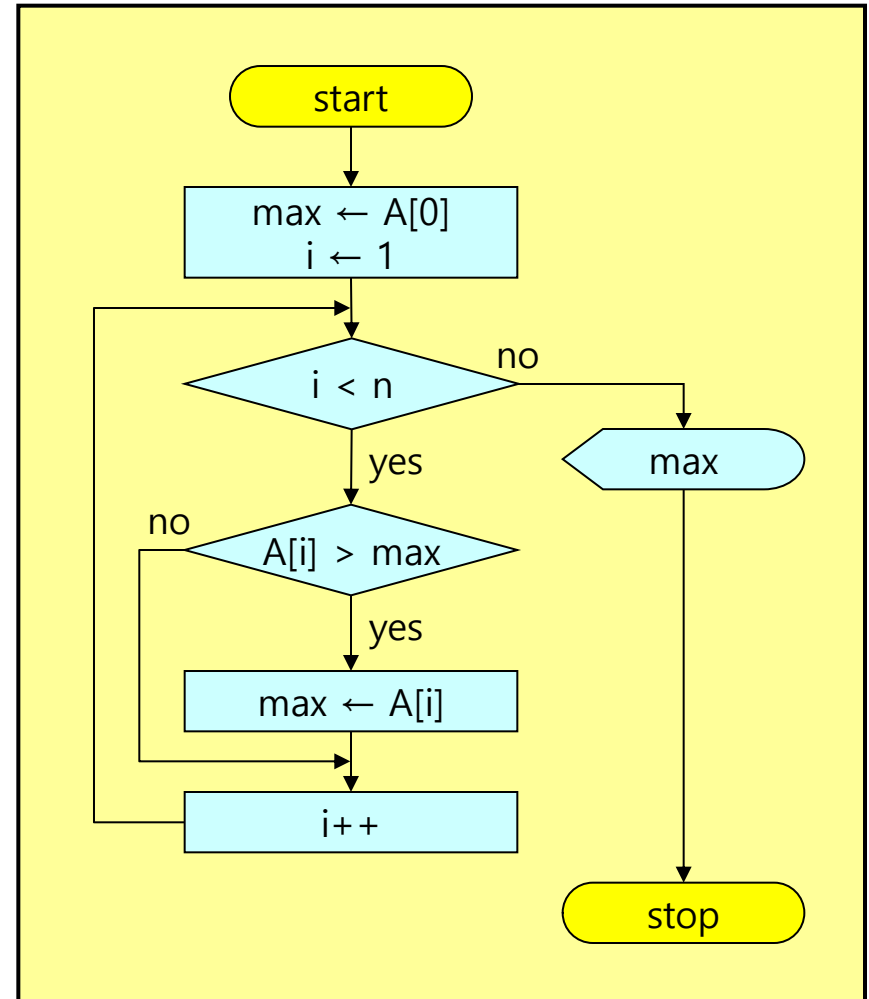 start
max ← A[0]
i ← 1
i < n
no
yes
max
no
A[i] > max
yes
max ← A[i]
i++
stop